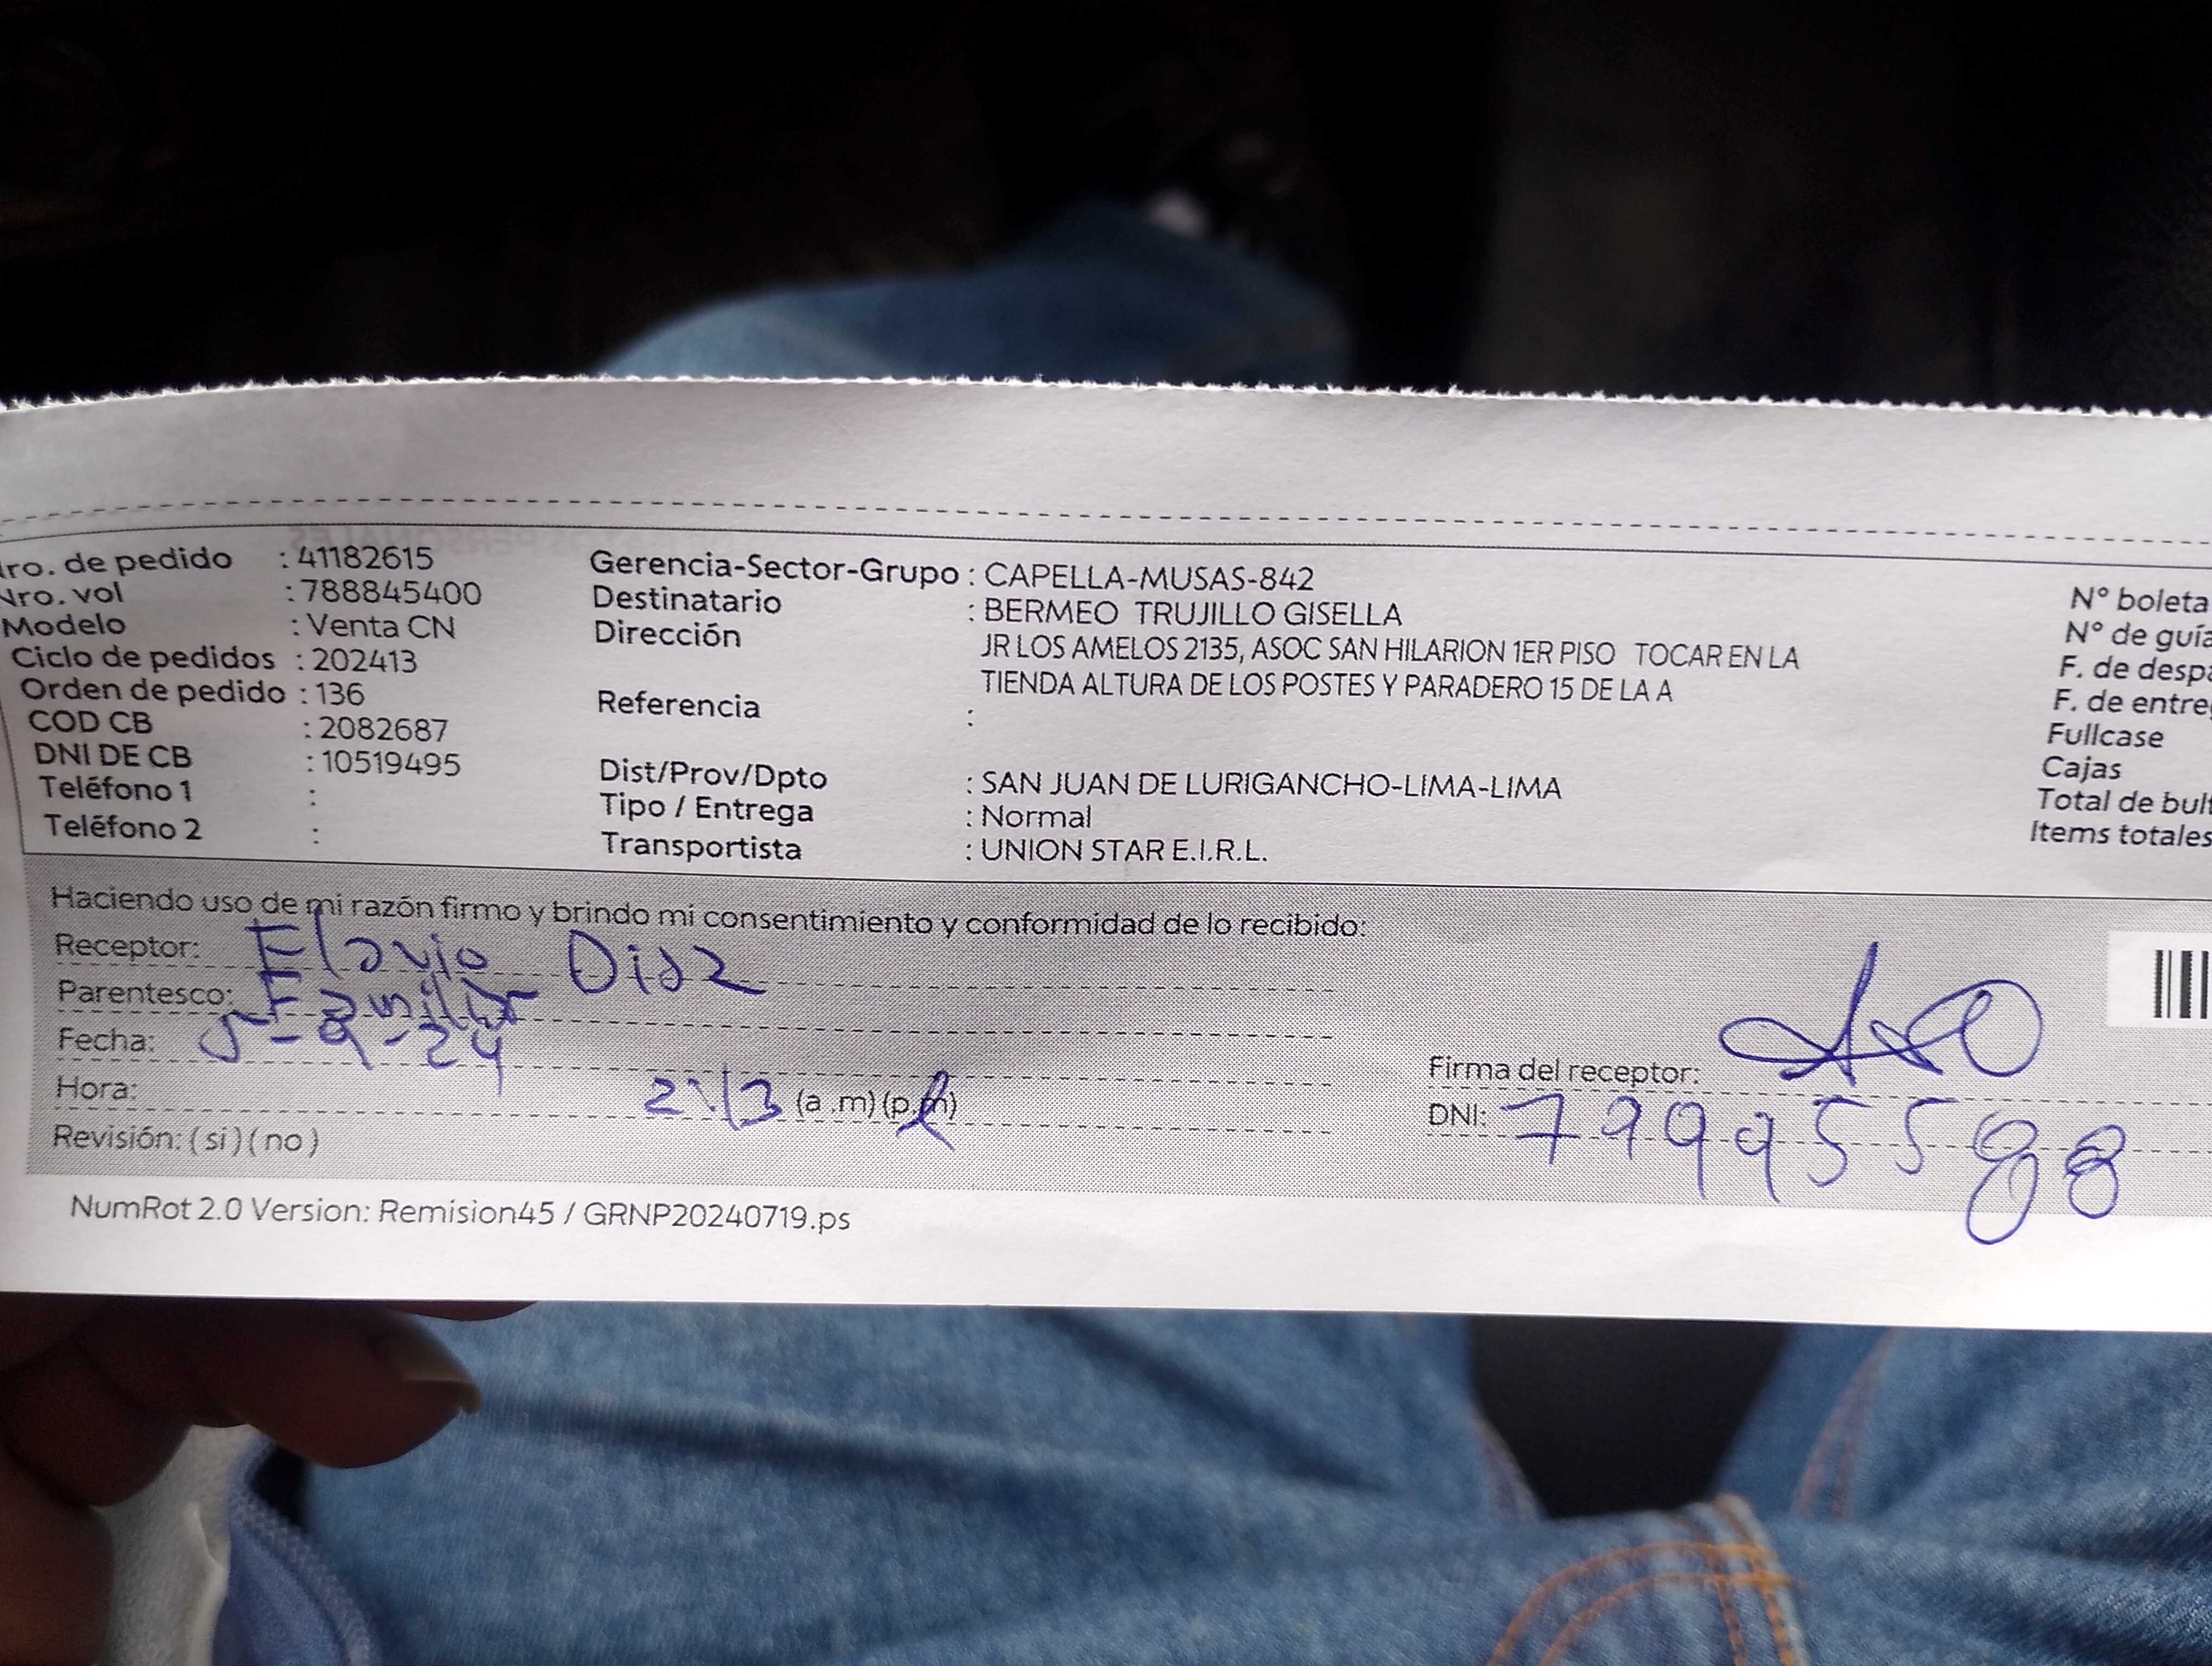 Nro. de pedido : 41182615
Nro. vol : 788845400
Modelo : Venta CN
Ciclo de pedidos : 202413
Orden de pedido : 136
COD CB : 2082687
DNI DE CB : 10519495
Teléfono 1 :
Teléfono 2 :
Gerencia-Sector-Grupo : CAPELLA-MUSAS-842
Destinatario : BERMEO TRUJILLO GISELLA
Dirección JR LOS AMELOS 2135, ASOC SAN HILARION 1ER PISO TOCAR EN LA
TIENDA ALTURA DE LOS POSTES Y PARADERO 15 DE LA A
Referencia :
Dist/Prov/Dpto : SAN JUAN DE LURIGANCHO-LIMA-LIMA
Tipo / Entrega : Normal
Transportista : UNION STAR E.I.R.L.
N° boleta
N° de guía
F. de despa
F. de entre
Fullcase
Cajas
Total de bult
Items totales
Haciendo uso de mi razón firmo y brindo mi consentimiento y conformidad de lo recibido:
Receptor: Flavio Diaz
Parentesco: Familiar
Fecha: 5-9-24
Hora: 2:13 (a.m) (p.m)
Revisión: (si) (no)
Firma del receptor:
DNI: 79995588
NumRot 2.0 Version: Remision45 / GRNP20240719.ps